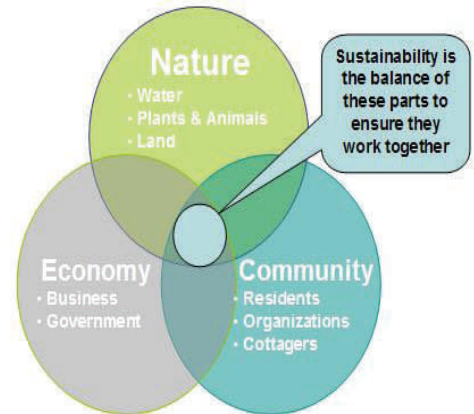 Nature
• Water
• Plants & Animals
• Land
Sustainability is
the balance of
these parts to
ensure they
work together
Economy
• Business
• Government
Community
• Residents
• Organizations
• Cottagers